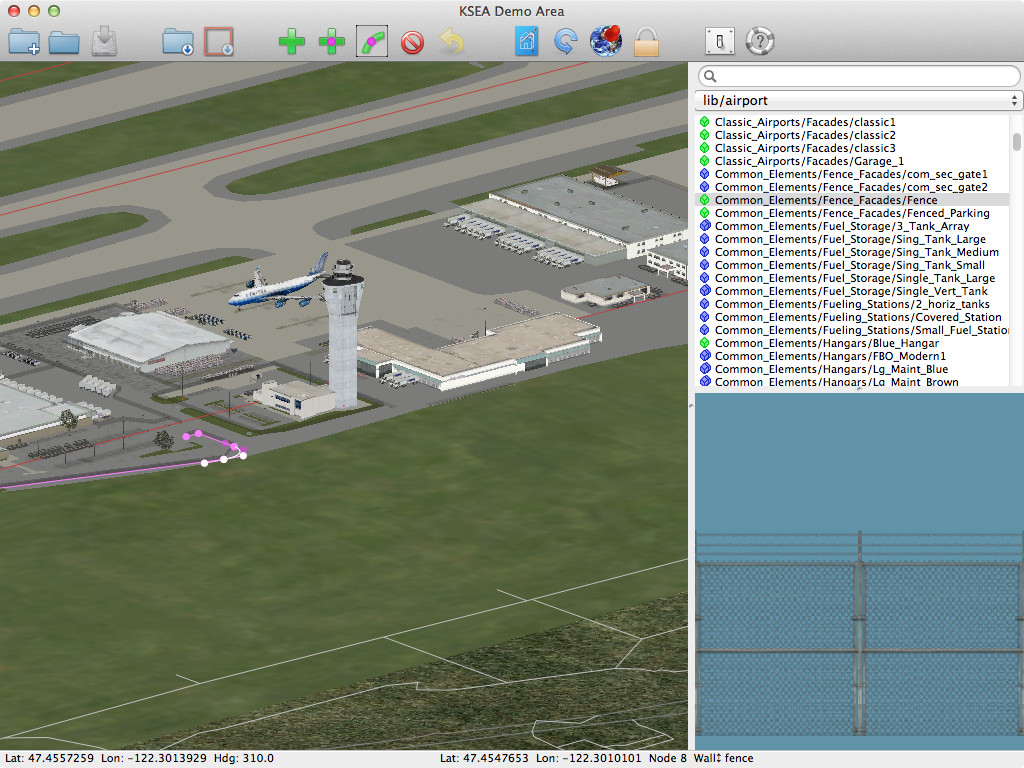 KSEA Demo Area
lib/airport
Classic_Airports/Facades/classic1
Classic_Airports/Facades/classic2
Classic_Airports/Facades/classic3
Classic_Airports/Facades/Garage_1
Common_Elements/Fence_Facades/com_sec_gate1
Common_Elements/Fence_Facades/com_sec_gate2
Common_Elements/Fence_Facades/Fence
Common_Elements/Fence_Facades/Fenced_Parking
Common_Elements/Fuel_Storage/3_Tank_Array
Common_Elements/Fuel_Storage/Sing_Tank_Large
Common_Elements/Fuel_Storage/Sing_Tank_Medium
Common_Elements/Fuel_Storage/Sing_Tank_Small
Common_Elements/Fuel_Storage/Single_Tank_Large
Common_Elements/Fuel_Storage/Single_Vert_Tank
Common_Elements/Fueling_Stations/2_horiz_tanks
Common_Elements/Fueling_Stations/Covered_Station
Common_Elements/Fueling_Stations/Small_Fuel_Station
Common_Elements/Hangars/Blue_Hangar
Common_Elements/Hangars/FBO_Modern1
Common_Elements/Hangars/Lg_Maint_Blue
Common_Elements/Hangars/Lg_Maint_Brown
Lat: 47.4557259 Lon: -122.3013929 Hdg: 310.0 Lat: 47.4547653 Lon: -122.3010101 Node 8 Wall‡ fence